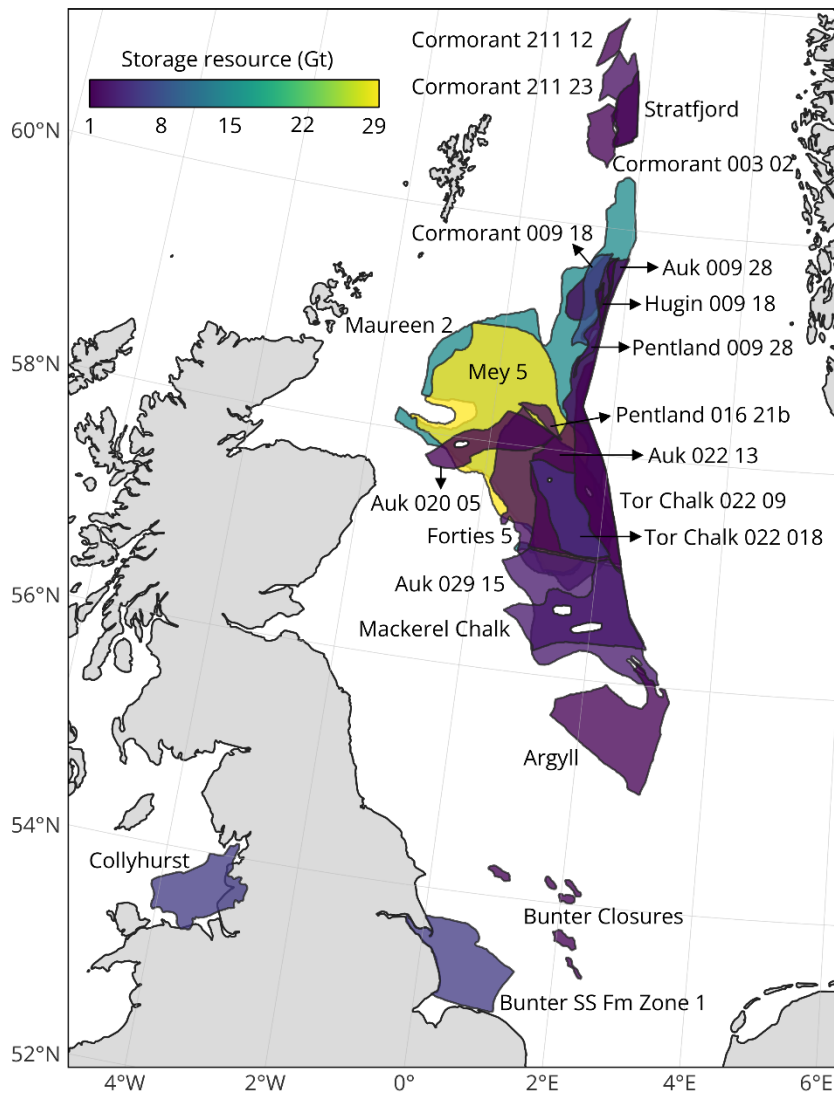 Cormorant 211 12
Storage resource (Gt)
1 8 15 22 29
Cormorant 211 23
Stratfjord
60°N
Cormorant 003 02
Cormorant 009 18
Auk 009 28
Hugin 009 18
Maureen 2
Pentland 009 28
58°N
Mey 5
Pentland 016 21b
Auk 022 13
Auk 020 05
Tor Chalk 022 09
Forties 5
Tor Chalk 022 018
Auk 029 15
56°N
Mackerel Chalk
Argyll
54°N
Collyhurst
Bunter Closures
Bunter SS Fm Zone 1
52°N
4°W 2°W 0° 2°E 4°E 6°E